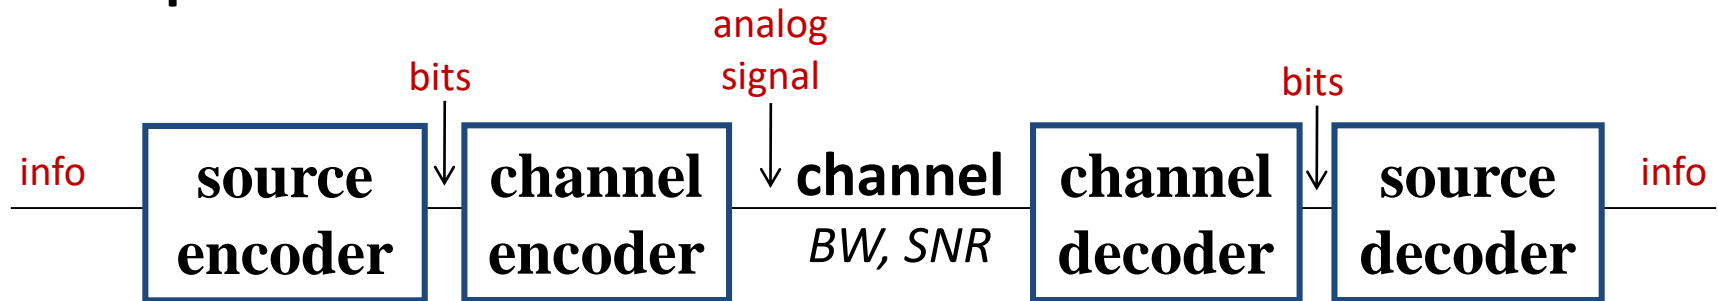 analog
signal
bits
bits
info
source
encoder
channel
encoder
channel
BW, SNR
channel
decoder
source
decoder
info